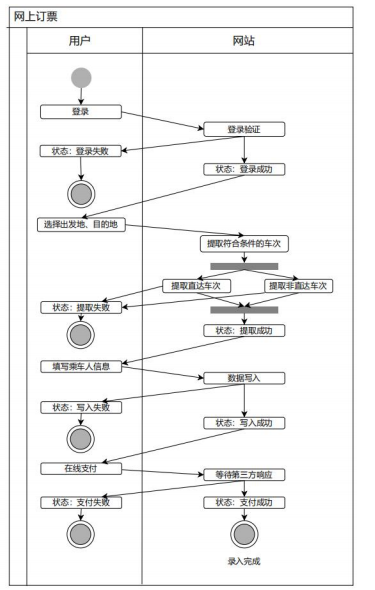 网上订票
用户
网站
登录
登录验证
状态：登录失败
状态：登录成功
选择出发地、目的地
提取符合条件的车次
提取直达车次
提取非直达车次
状态：提取失败
状态：提取成功
填写乘车人信息
数据写入
状态：写入失败
状态：写入成功
在线支付
等待第三方响应
状态：支付失败
状态：支付成功
录入完成